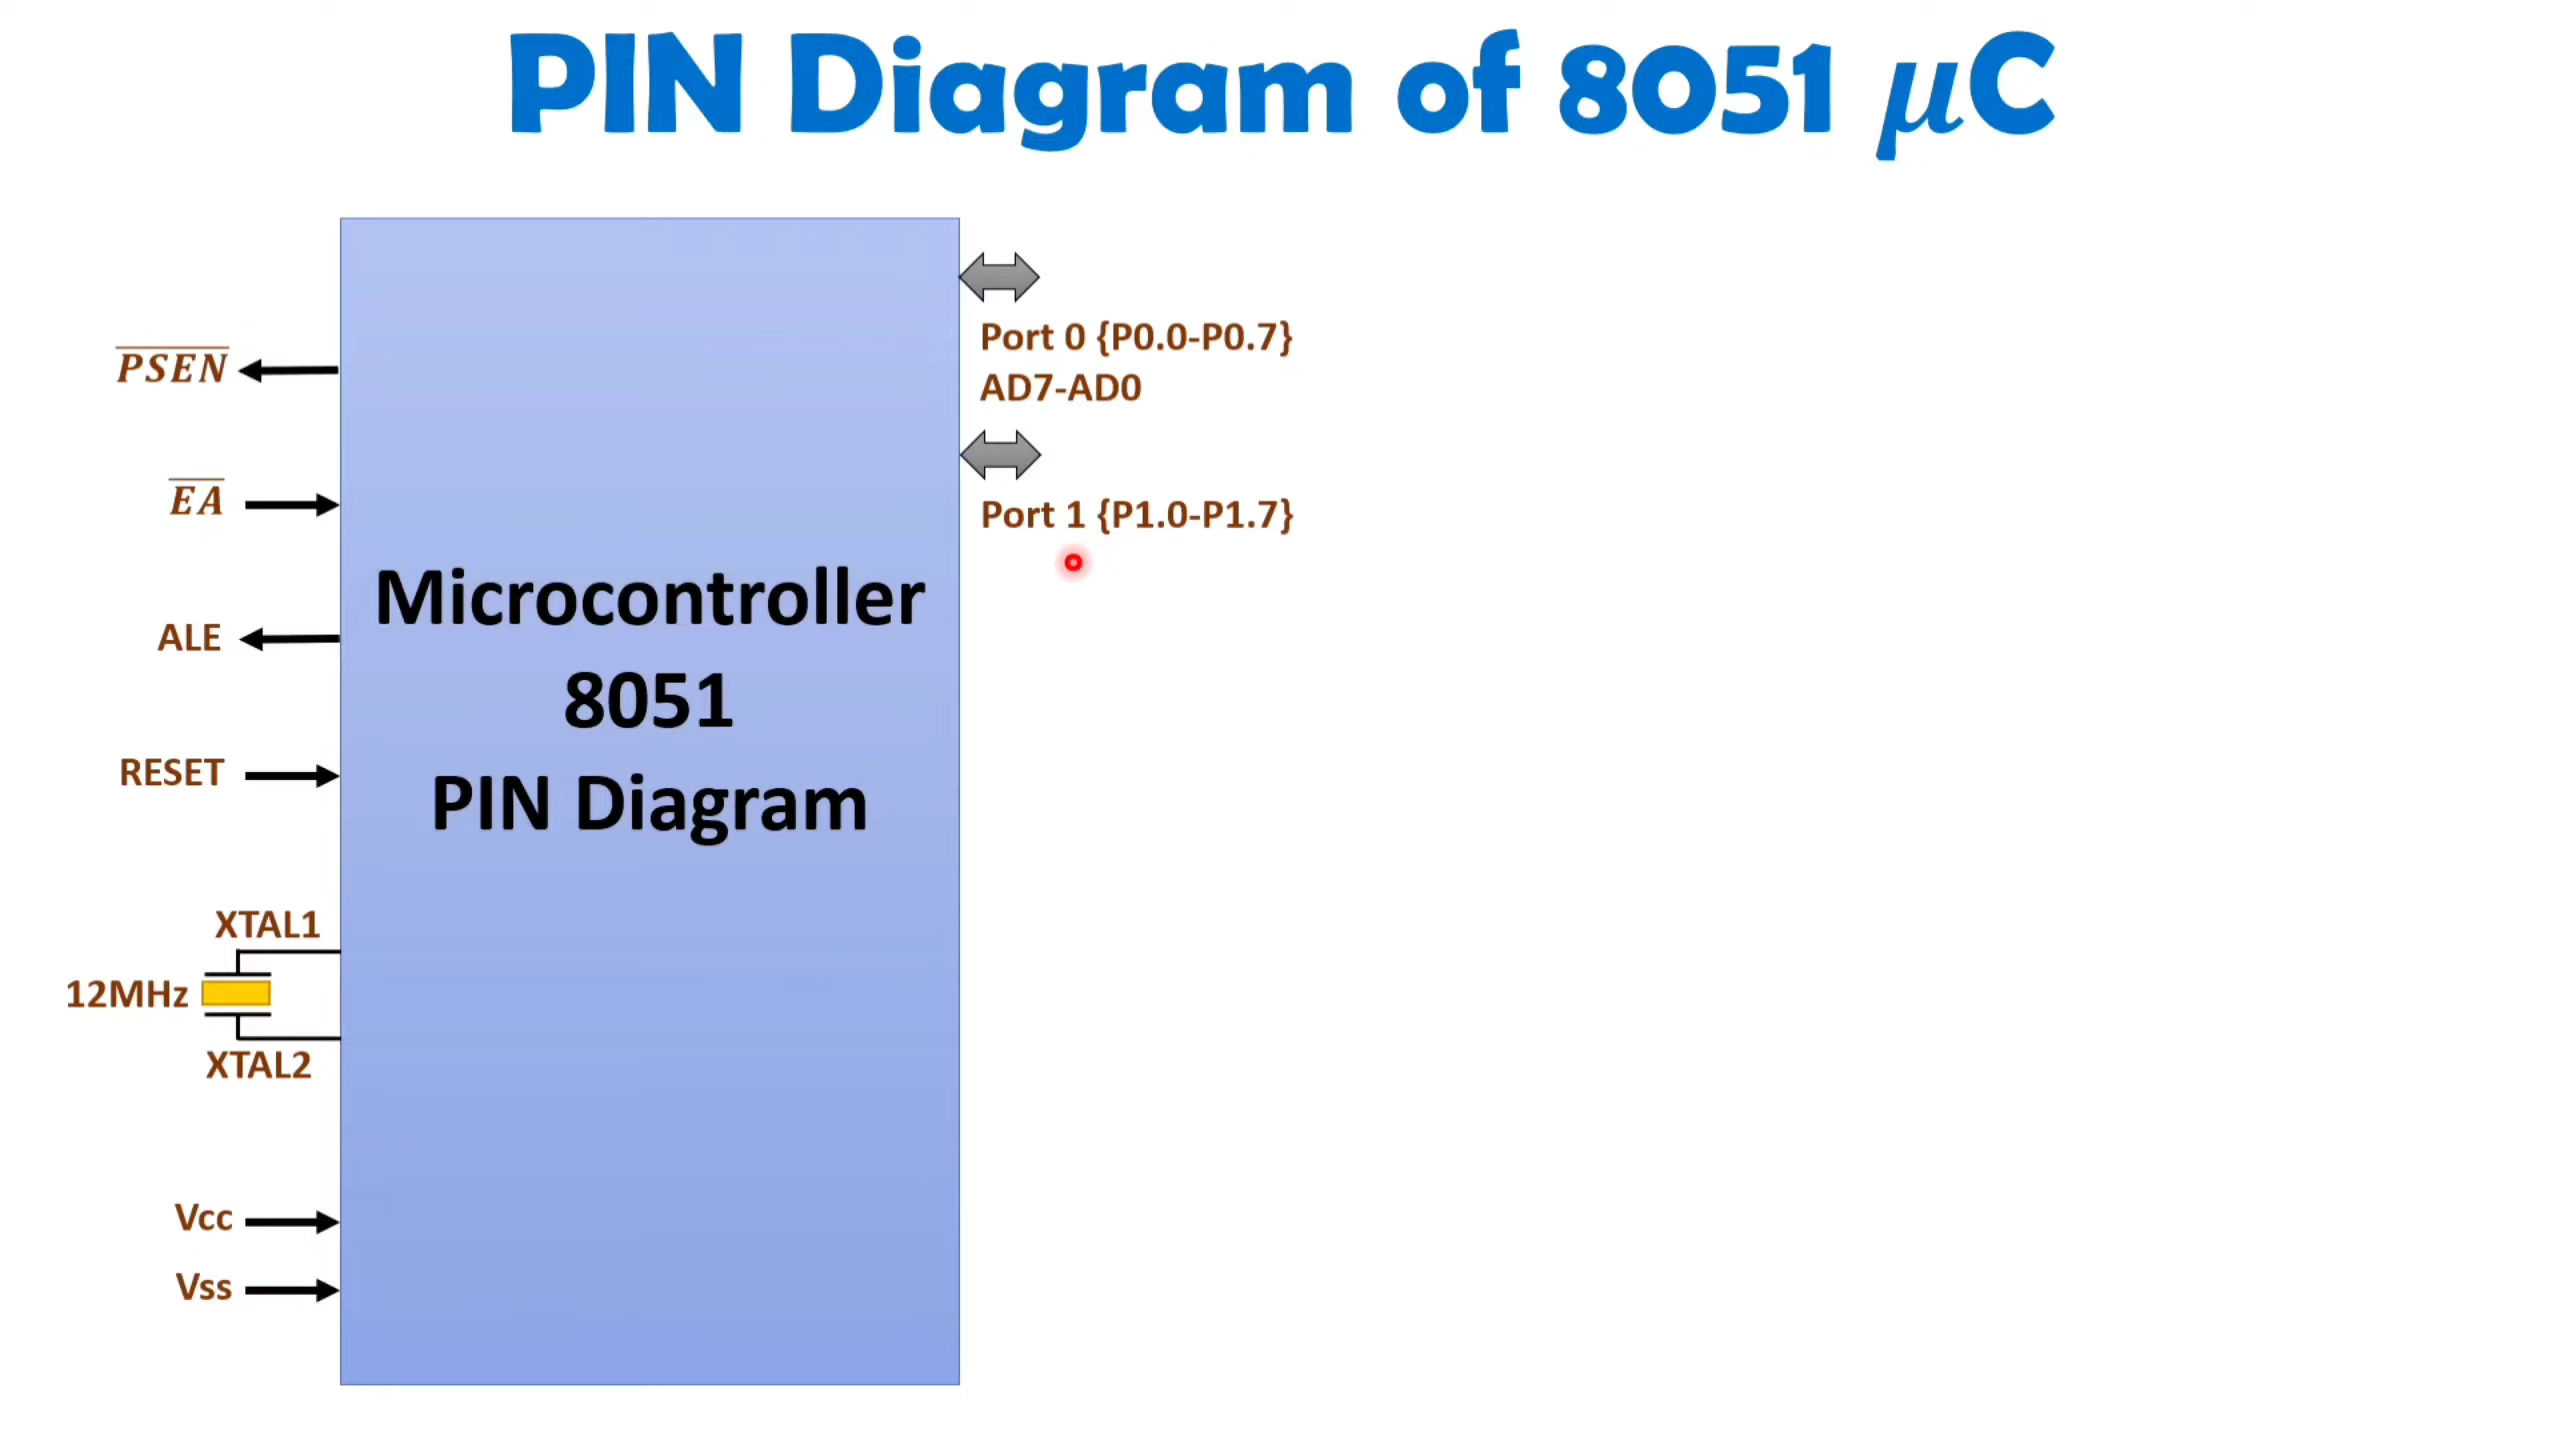 PIN Diagram of 8051 μC
PSEN
EA
ALE
RESET
XTAL1
12MHz
XTAL2
Vcc
Vss
Microcontroller
8051
PIN Diagram
Port 0 {P0.0-P0.7}
AD7-AD0
Port 1 {P1.0-P1.7}